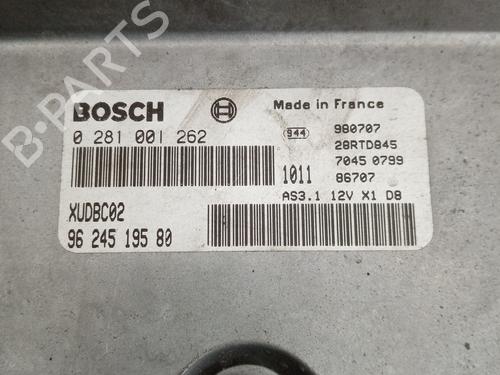 B-PARTS
BOSCH
Made in France
0 281 001 262
944
980707
28RTD845
7045 0799
1011
86707
AS3.1 12V X1 D8
XUDBC02
96 245 195 80